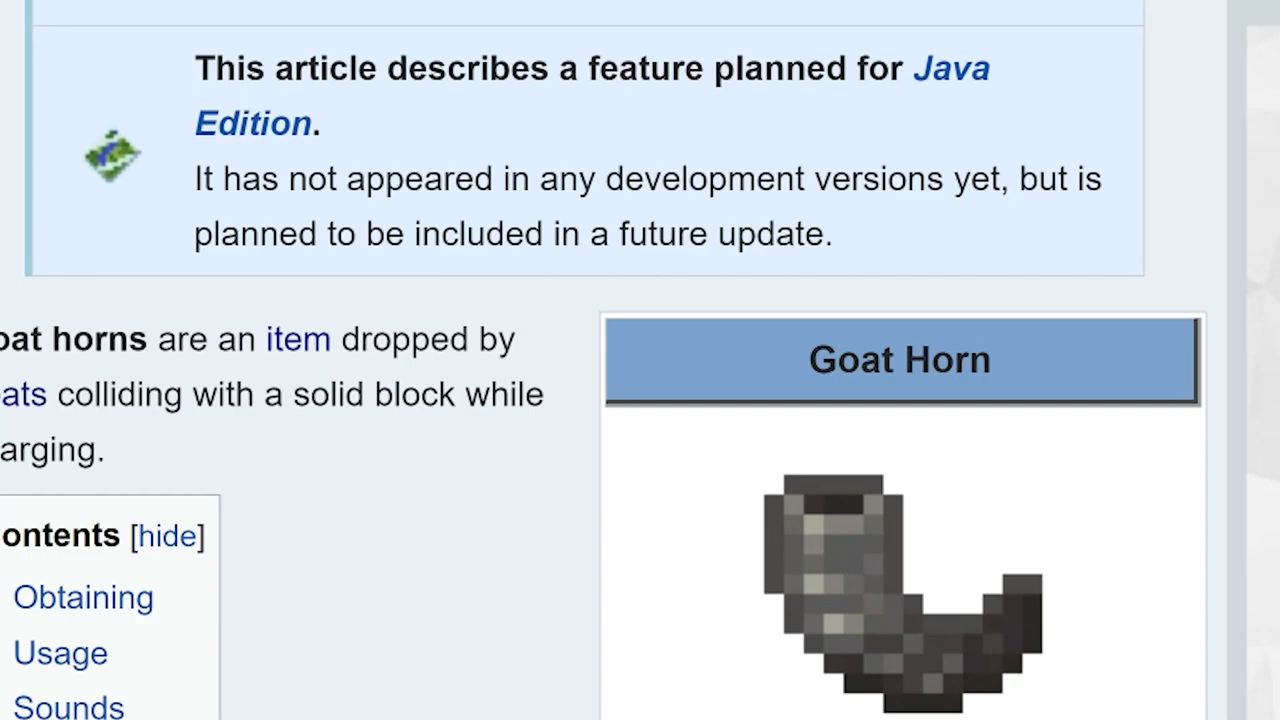 This article describes a feature planned for Java
Edition.
It has not appeared in any development versions yet, but is
planned to be included in a future update.
oat horns are an item dropped by
ats colliding with a solid block while
arging.
ontents [hide]
Obtaining
Usage
Sounds
Goat Horn